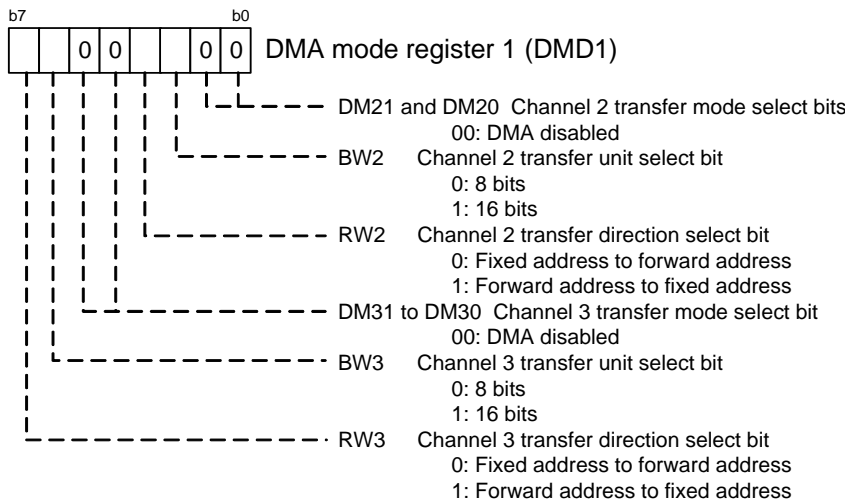 b7 b0
0 0 0 0 DMA mode register 1 (DMD1)
DM21 and DM20 Channel 2 transfer mode select bits
00: DMA disabled
BW2 Channel 2 transfer unit select bit
0: 8 bits
1: 16 bits
RW2 Channel 2 transfer direction select bit
0: Fixed address to forward address
1: Forward address to fixed address
DM31 to DM30 Channel 3 transfer mode select bit
00: DMA disabled
BW3 Channel 3 transfer unit select bit
0: 8 bits
1: 16 bits
RW3 Channel 3 transfer direction select bit
0: Fixed address to forward address
1: Forward address to fixed address